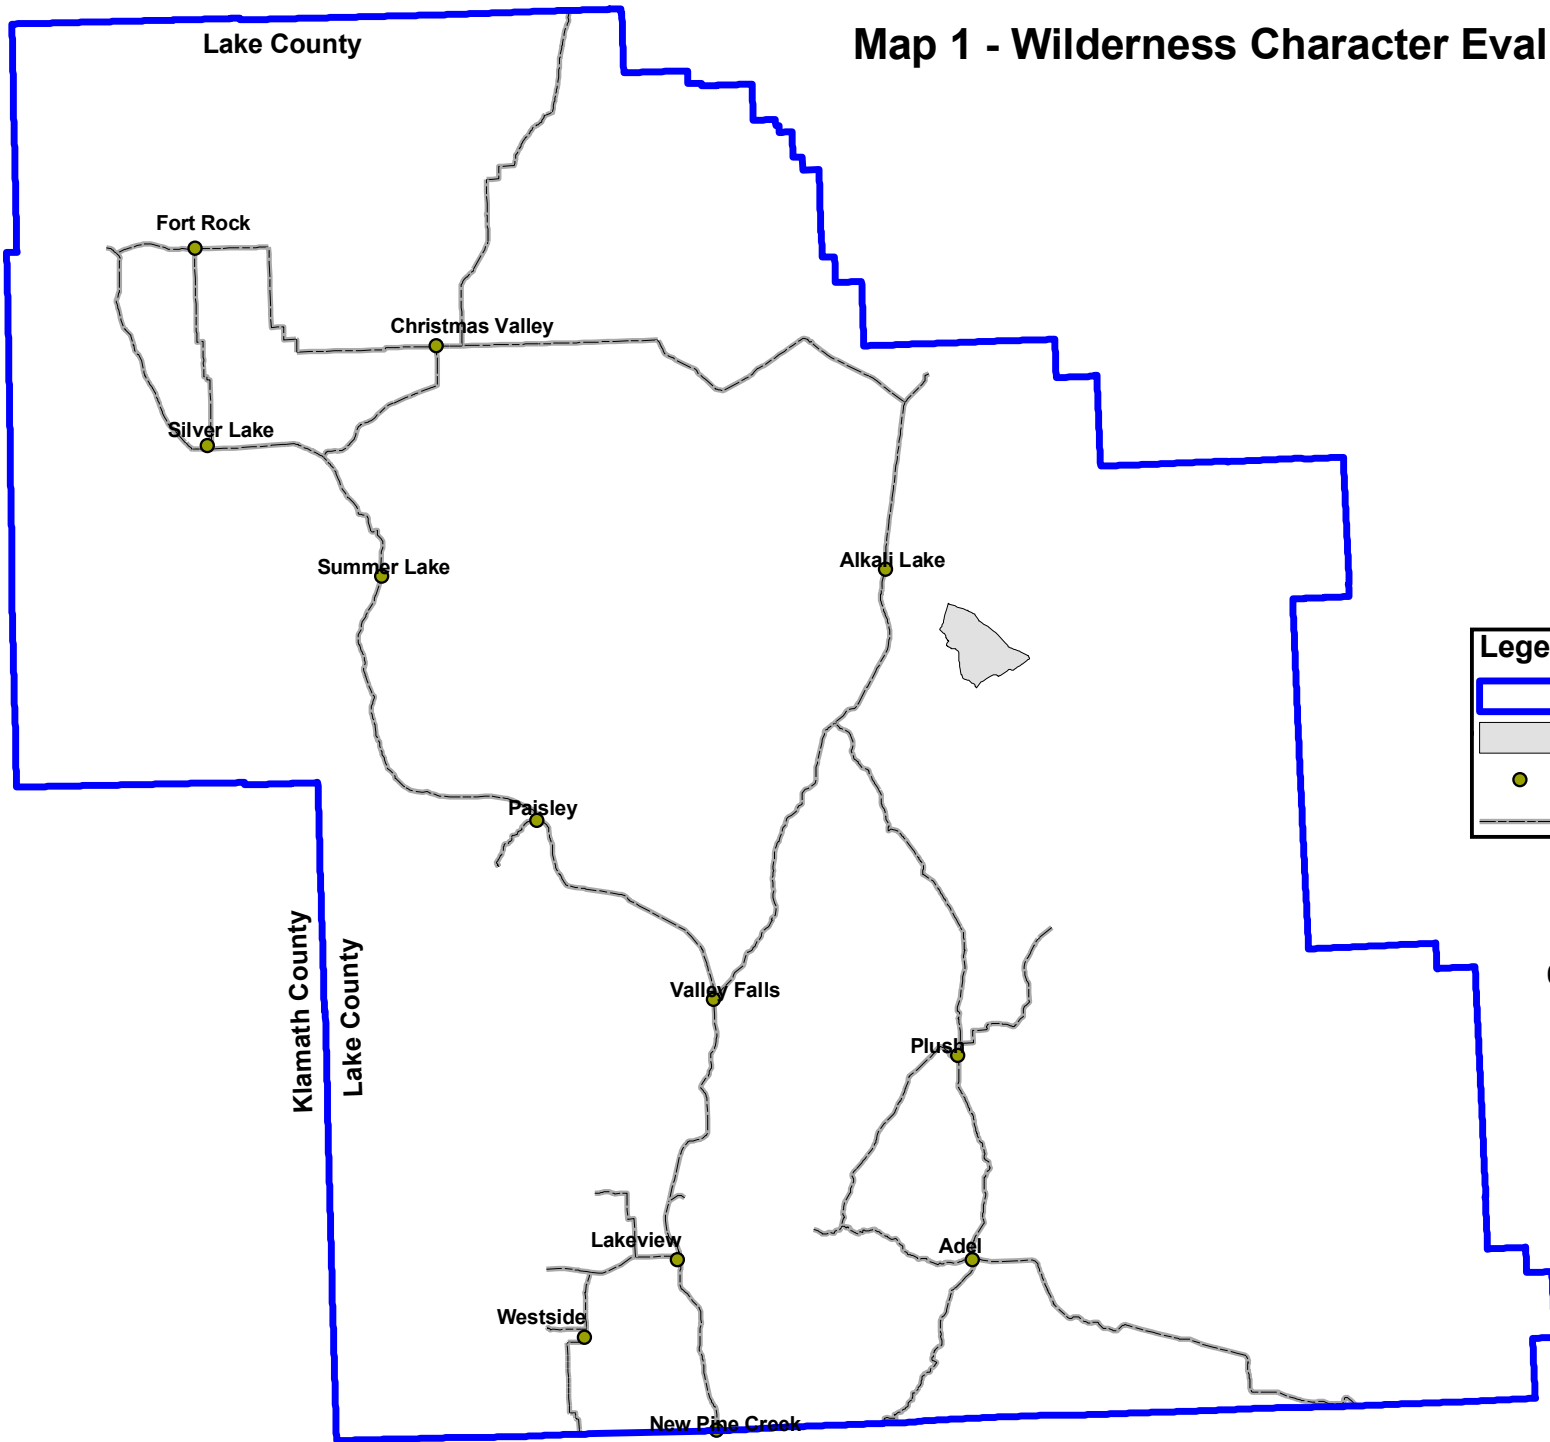 Map 1 - Wilderness Character Eval
Lake County
Fort Rock
Christmas Valley
Silver Lake
Summer Lake
Alkali Lake
Lege
Paisley
Klamath County
Lake County
Valley Falls
Plush
Lakeview
Adel
Westside
New Pine Creek